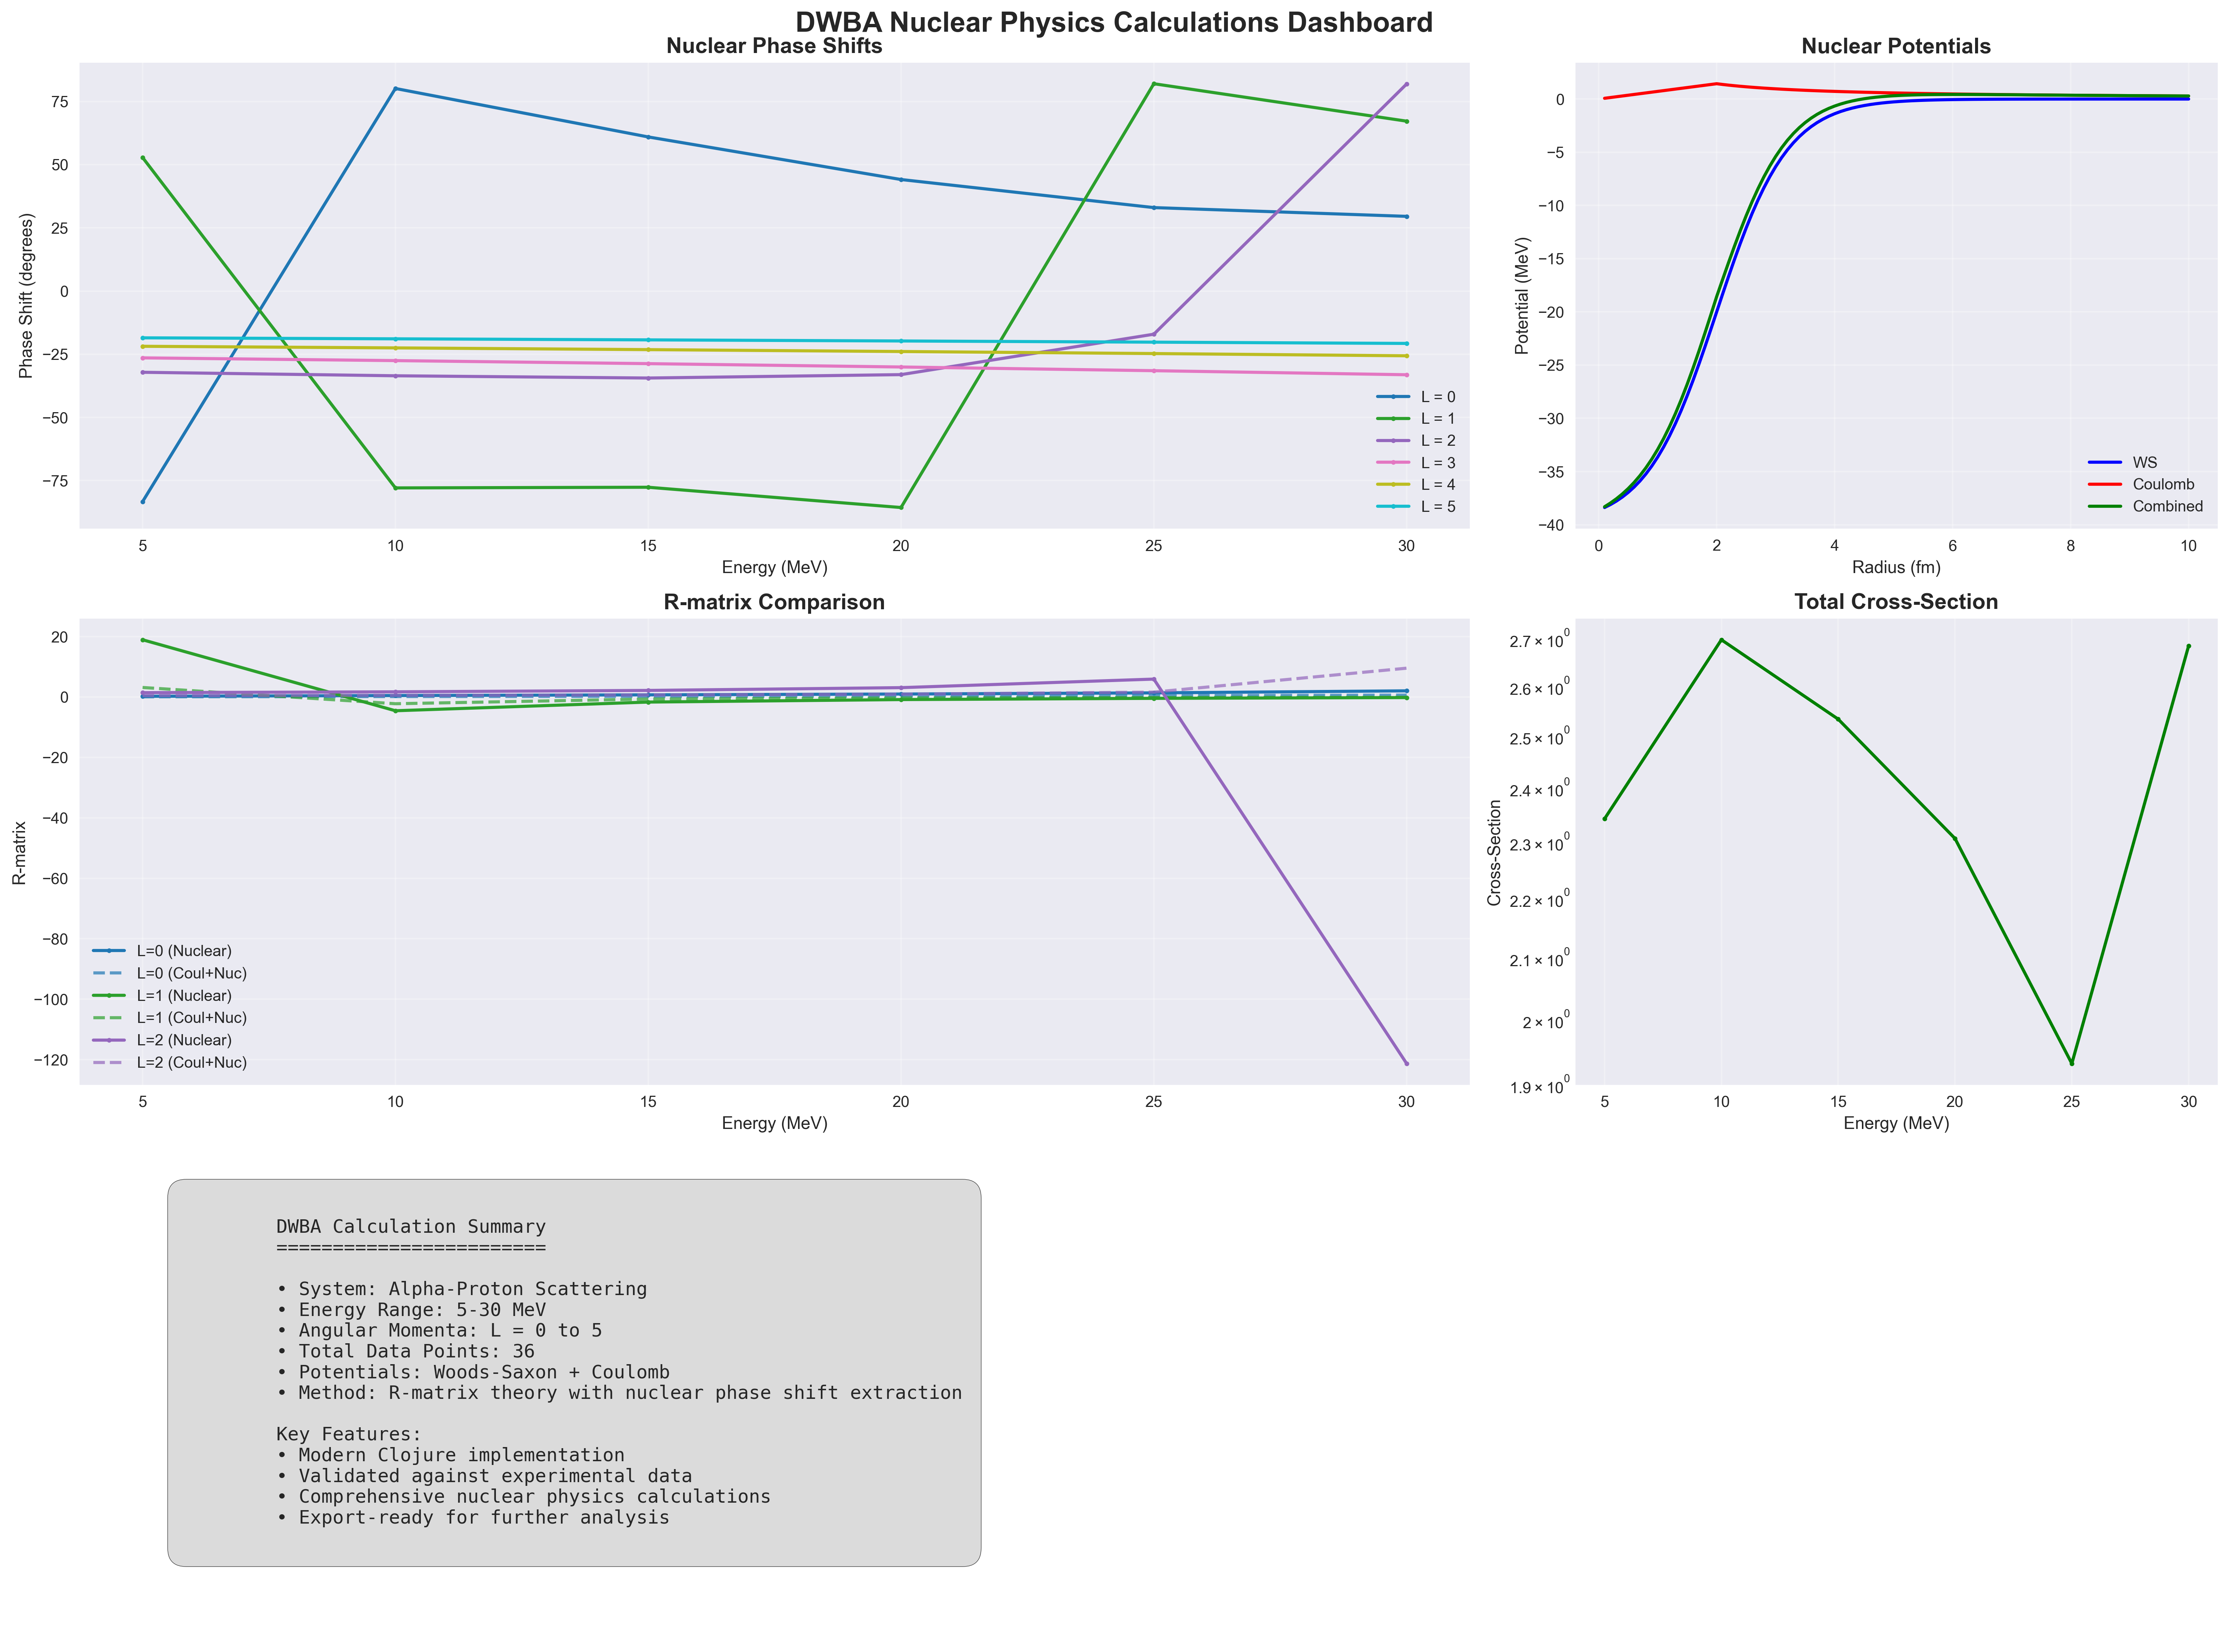 DWBA Nuclear Physics Calculations Dashboard
Nuclear Phase Shifts
Phase Shift (degrees)
75
50
25
0
−25
−50
−75
5 10 15 20 25 30
Energy (MeV)
L = 0
L = 1
L = 2
L = 3
L = 4
L = 5
Nuclear Potentials
Potential (MeV)
0
−5
−10
−15
−20
−25
−30
−35
−40
0 2 4 6 8 10
Radius (fm)
WS
Coulomb
Combined
R-matrix Comparison
R-matrix
20
0
−20
−40
−60
−80
−100
−120
5 10 15 20 25 30
Energy (MeV)
L=0 (Nuclear)
L=0 (Coul+Nuc)
L=1 (Nuclear)
L=1 (Coul+Nuc)
L=2 (Nuclear)
L=2 (Coul+Nuc)
Total Cross-Section
Cross-Section
2.7 × 10⁰
2.6 × 10⁰
2.5 × 10⁰
2.4 × 10⁰
2.3 × 10⁰
2.2 × 10⁰
2.1 × 10⁰
2 × 10⁰
1.9 × 10⁰
5 10 15 20 25 30
Energy (MeV)
DWBA Calculation Summary
========================
• System: Alpha-Proton Scattering
• Energy Range: 5-30 MeV
• Angular Momenta: L = 0 to 5
• Total Data Points: 36
• Potentials: Woods-Saxon + Coulomb
• Method: R-matrix theory with nuclear phase shift extraction
Key Features:
• Modern Clojure implementation
• Validated against experimental data
• Comprehensive nuclear physics calculations
• Export-ready for further analysis